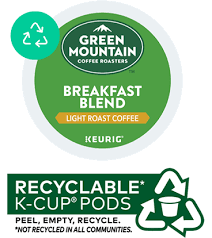 GREEN
MOUNTAIN
COFFEE ROASTERS
BREAKFAST
BLEND
LIGHT ROAST COFFEE
KEURIG
RECYCLABLE*
K-CUP® PODS
PEEL, EMPTY, RECYCLE.
*NOT RECYCLED IN ALL COMMUNITIES.